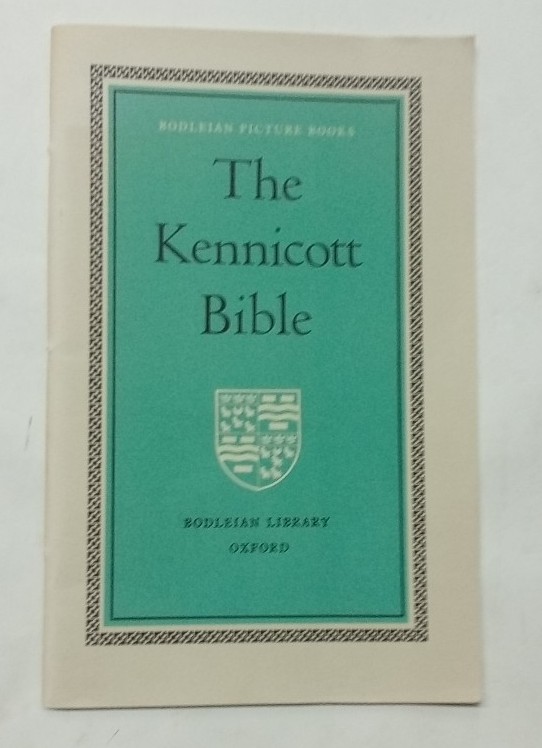 BODLEIAN PICTURE BOOKS
The
Kennicott
Bible
BODLEIAN LIBRARY
OXFORD